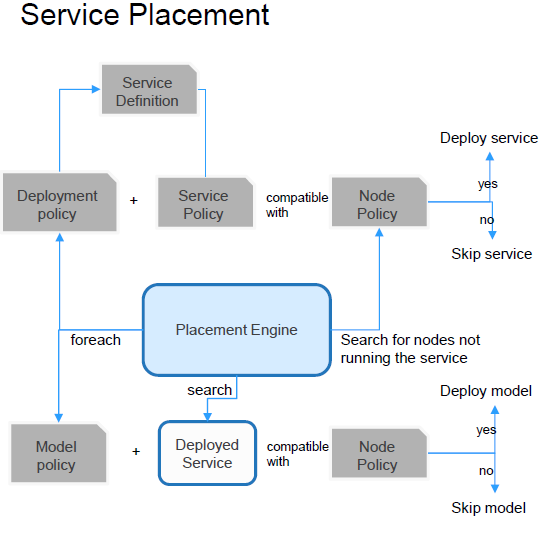 Service Placement
Service
Definition
Deploy service
Deployment
policy
+
Service
Policy
compatible
with
Node
Policy
yes
no
Skip service
foreach
Placement Engine
Search for nodes not
running the service
search
Deploy model
Model
policy
+
Deployed
Service
compatible
with
Node
Policy
yes
no
Skip model